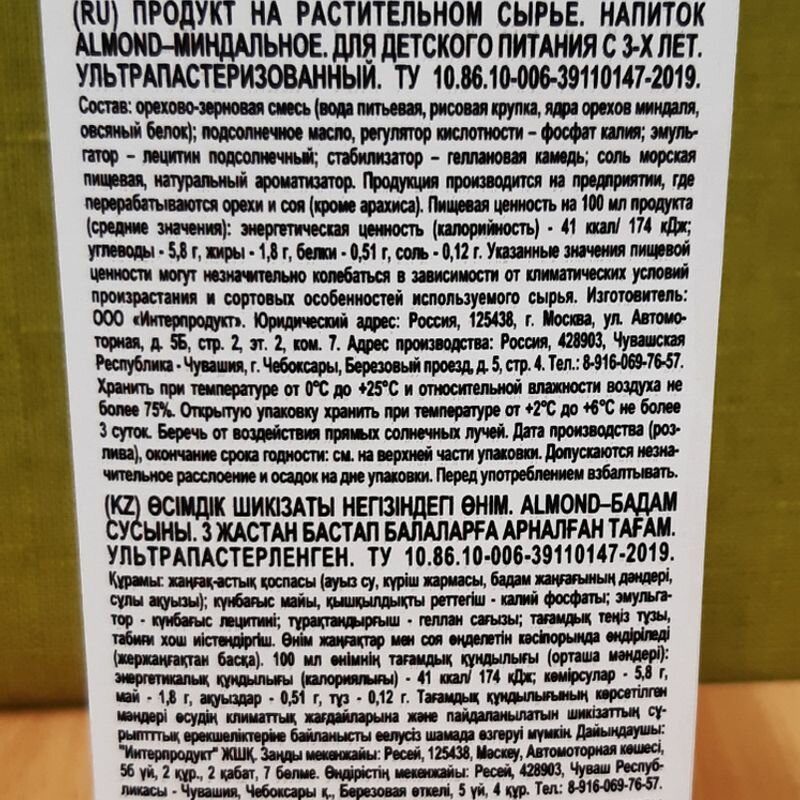 (RU) ПРОДУКТ НА РАСТИТЕЛЬНОМ СЫРЬЕ. НАПИТОК
ALMOND–МИНДАЛЬНОЕ. ДЛЯ ДЕТСКОГО ПИТАНИЯ С 3-Х ЛЕТ.
УЛЬТРАПАСТЕРИЗОВАННЫЙ. ТУ 10.86.10-006-39110147-2019.
Состав: орехово-зерновая смесь (вода питьевая, рисовая крупка, ядра орехов миндаля,
овсяный белок); подсолнечное масло, регулятор кислотности – фосфат калия; эмуль-
гатор – лецитин подсолнечный; стабилизатор – геллановая камедь; соль морская
пищевая, натуральный ароматизатор. Продукция производится на предприятии, где
перерабатываются орехи и соя (кроме арахиса). Пищевая ценность на 100 мл продукта
(средние значения): энергетическая ценность (калорийность) - 41 ккал/ 174 кДж;
углеводы - 5,8 г, жиры - 1,8 г, белки - 0,51 г, соль - 0,12 г. Указанные значения пищевой
ценности могут незначительно колебаться в зависимости от климатических условий
произрастания и сортовых особенностей используемого сырья. Изготовитель:
ООО «Интерпродукт». Юридический адрес: Россия, 125438, г. Москва, ул. Автомо-
торная, д. 5Б, стр. 2, эт. 2, ком. 7. Адрес производства: Россия, 428903, Чувашская
Республика - Чувашия, г. Чебоксары, Березовый проезд, д. 5, стр. 4. Тел.: 8-916-069-76-57.
Хранить при температуре от 0°С до +25°С и относительной влажности воздуха не
более 75%. Открытую упаковку хранить при температуре от +2°С до +6°С не более
3 суток. Беречь от воздействия прямых солнечных лучей. Дата производства (роз-
лива), окончание срока годности: см. на верхней части упаковки. Допускаются незна-
чительное расслоение и осадок на дне упаковки. Перед употреблением взбалтывать.
(KZ) ӨСІМДІК ШИКІЗАТЫ НЕГІЗІНДЕГІ ӨНІМ. ALMOND–БАДАМ
СУСЫНЫ. 3 ЖАСТАН БАСТАП БАЛАЛАРҒА АРНАЛҒАН ТАҒАМ.
УЛЬТРАПАСТЕРЛЕНГЕН. ТУ 10.86.10-006-39110147-2019.
Құрамы: жаңғақ-астық қоспасы (ауыз су, күріш жармасы, бадам жаңғағының дәндері,
сұлы ақуызы); күнбағыс майы, қышқылдықты реттегіш - калий фосфаты; эмульга-
тор - күнбағыс лецитині; тұрақтандырғыш - геллан сағызы; тағамдық теңіз тұзы,
табиғи хош иістендіргіш. Өнім жаңғақтар мен соя өңделетін кәсіпорында өндіріледі
(жержаңғақтан басқа). 100 мл өнімнің тағамдық құндылығы (орташа мәндері):
энергетикалық құндылығы (калориялығы) - 41 ккал/ 174 кДж; көмірсулар - 5,8 г,
май - 1,8 г, ақуыздар - 0,51 г, тұз - 0,12 г. Тағамдық құндылығының көрсетілген
мәндері өсудің климаттық жағдайларына және пайдаланылатын шикізаттың сұ-
рыптттық ерекшеліктеріне байланысты еелусіз шамада өзгеруі мүмкін. Дайындаушы:
"Интерпродукт" ЖШҚ. Заңды мекенжайы: Ресей, 125438, Мәскеу, Автоморная көшесі,
5б үй, 2 құр., 2 қабат, 7 бөлме. Өндірістің мекенжайы: Ресей, 428903, Чуваш Респуб-
ликасы - Чувашия, Чебоксары қ., Березовая өткелі, 5 үй, 4 құр. Тел.: 8-916-069-76-57.